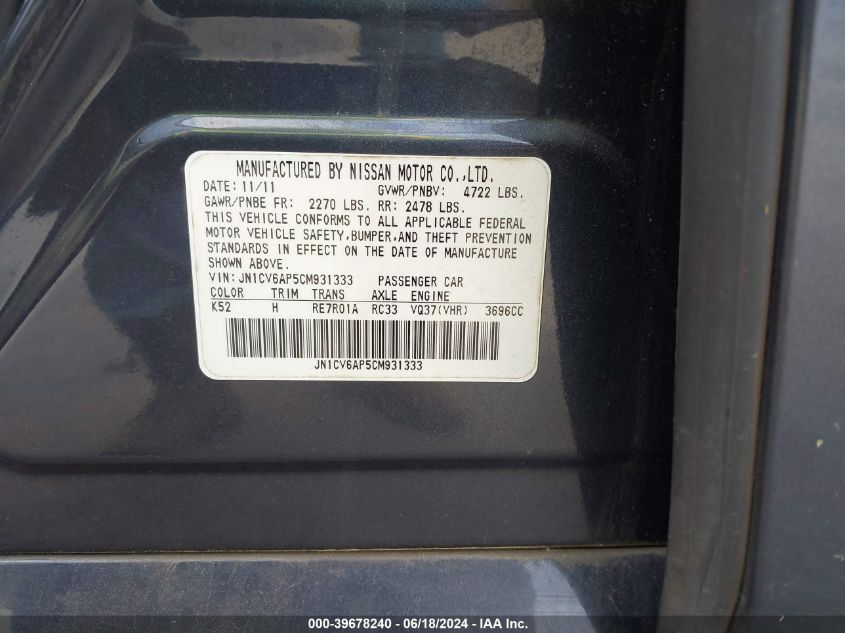 MANUFACTURED BY NISSAN MOTOR CO.,LTD.
DATE: 11/11 GVWR/PNBV: 4722 LBS.
GAWR/PNBE FR: 2270 LBS. RR: 2478 LBS.
THIS VEHICLE CONFORMS TO ALL APPLICABLE FEDERAL
MOTOR VEHICLE SAFETY,BUMPER,AND THEFT PREVENTION
STANDARDS IN EFFECT ON THE DATE OF MANUFACTURE
SHOWN ABOVE.
VIN: JN1CV6AP5CM931333 PASSENGER CAR
COLOR TRIM TRANS AXLE ENGINE
K52 H RE7R01A RC33 VQ37(VHR) 3696CC
JN1CV6AP5CM931333
000-39678240 - 06/18/2024 - IAA Inc.